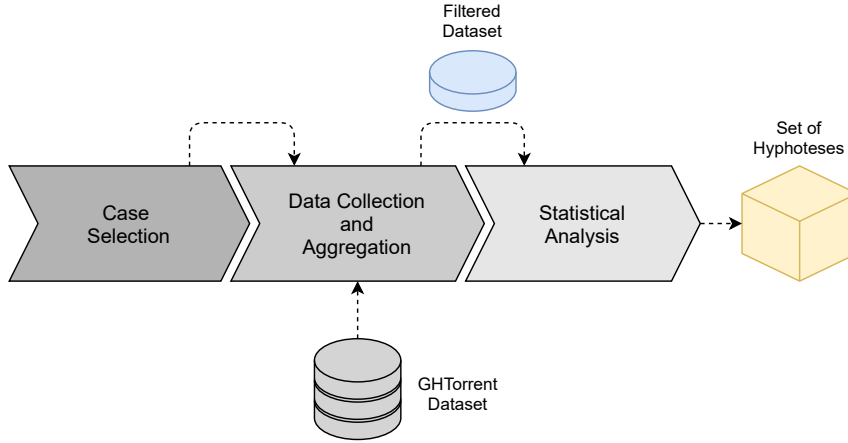 Filtered
Dataset
Set of
Hyphoteses
Case
Selection
Data Collection
and
Aggregation
Statistical
Analysis
GHTorrent
Dataset